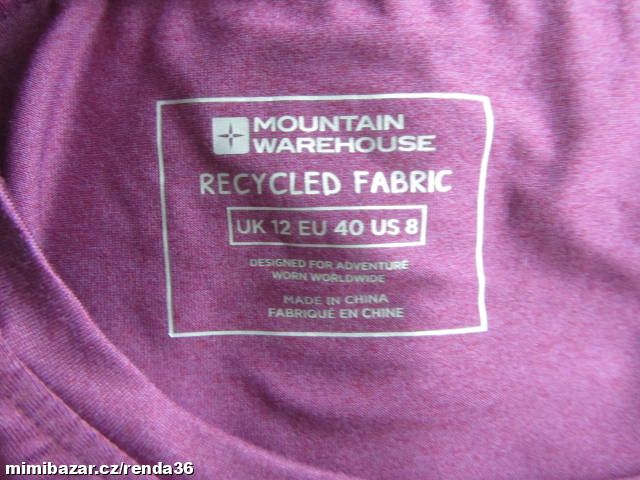 MOUNTAIN
WAREHOUSE
RECYCLED FABRIC
UK 12 EU 40 US 8
DESIGNED FOR ADVENTURE
WORN WORLDWIDE
MADE IN CHINA
FABRIQUÉ EN CHINE
mimibazar.cz/renda36